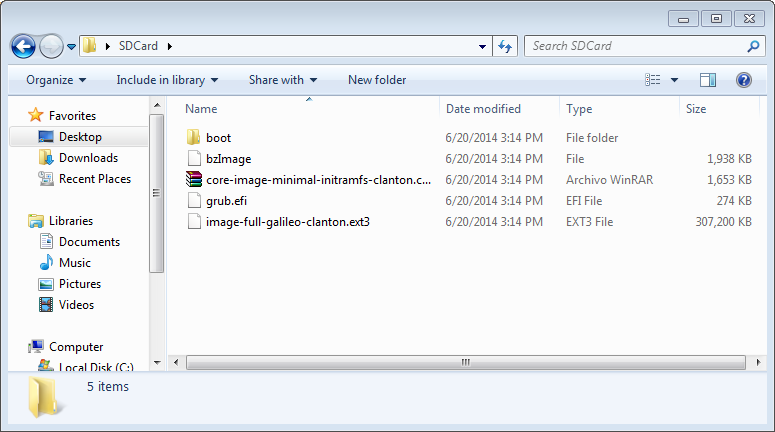 SDCard
Search SDCard
Organize Include in library Share with New folder
Favorites
Desktop
Downloads
Recent Places
Libraries
Documents
Music
Pictures
Videos
Computer
Local Disk (C:)
Name Date modified Type Size
boot 6/20/2014 3:14 PM File folder
bzImage 6/20/2014 3:14 PM File 1,938 KB
core-image-minimal-initramfs-clanton.c... 6/20/2014 3:14 PM Archivo WinRAR 1,653 KB
grub.efi 6/20/2014 3:14 PM EFI File 274 KB
image-full-galileo-clanton.ext3 6/20/2014 3:14 PM EXT3 File 307,200 KB
5 items